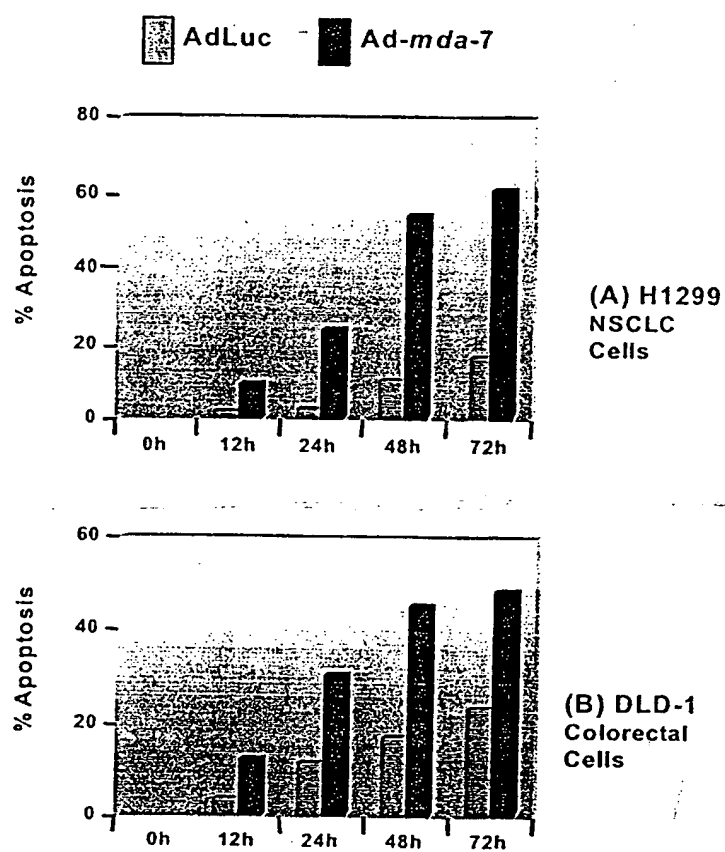 AdLuc Ad-mda-7
80
60
40
20
0
% Apoptosis
0h 12h 24h 48h 72h
(A) H1299
NSCLC
Cells
60
40
20
0
% Apoptosis
0h 12h 24h 48h 72h
(B) DLD-1
Colorectal
Cells